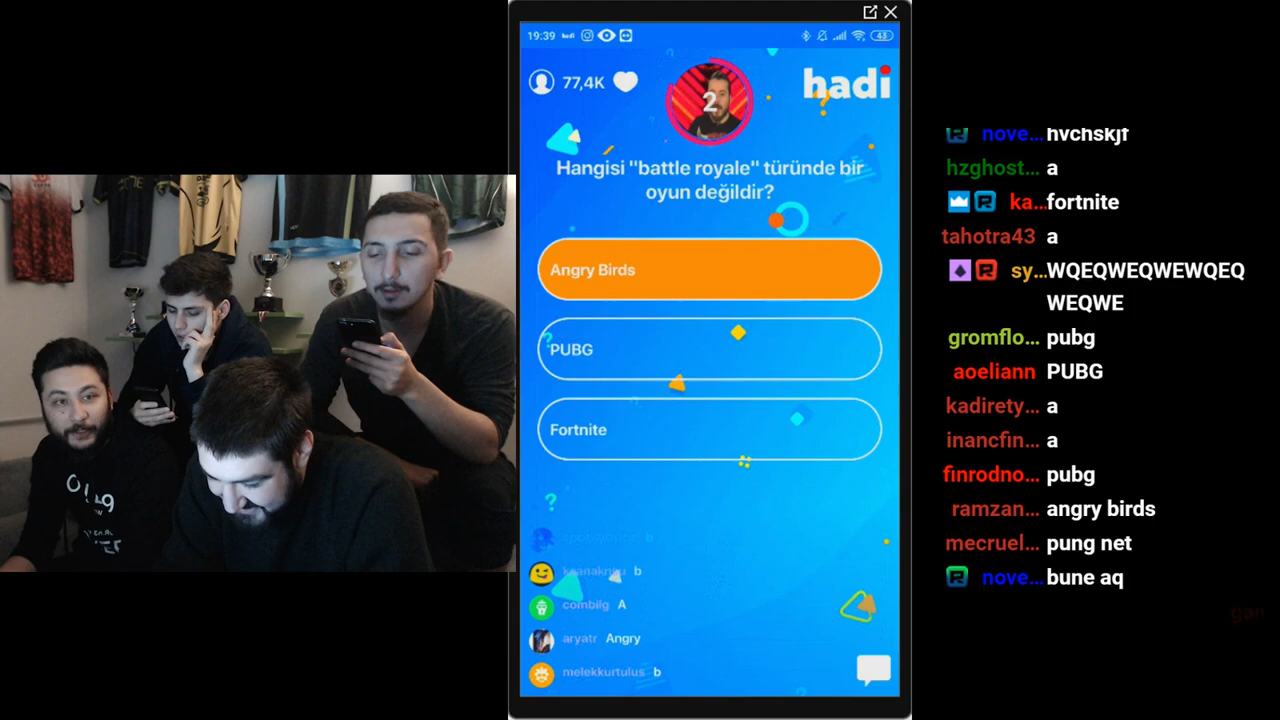 19:39
hadi
43
77,4K
2
hadi
Hangisi "battle royale" türünde bir
oyun değildir?
Angry Birds
PUBG
Fortnite
b
b
combilg A
aryatr Angry
melekkurtulus b
nove... hvchskjf
hzghost... a
ka... fortnite
tahotra43 a
sy... WQEQWEQWEWQEQ
WEQWE
gromflo... pubg
aoeliann PUBG
kadirety... a
inancfin... a
finrodno... pubg
ramzan... angry birds
mecruel... pung net
nove... bune aq